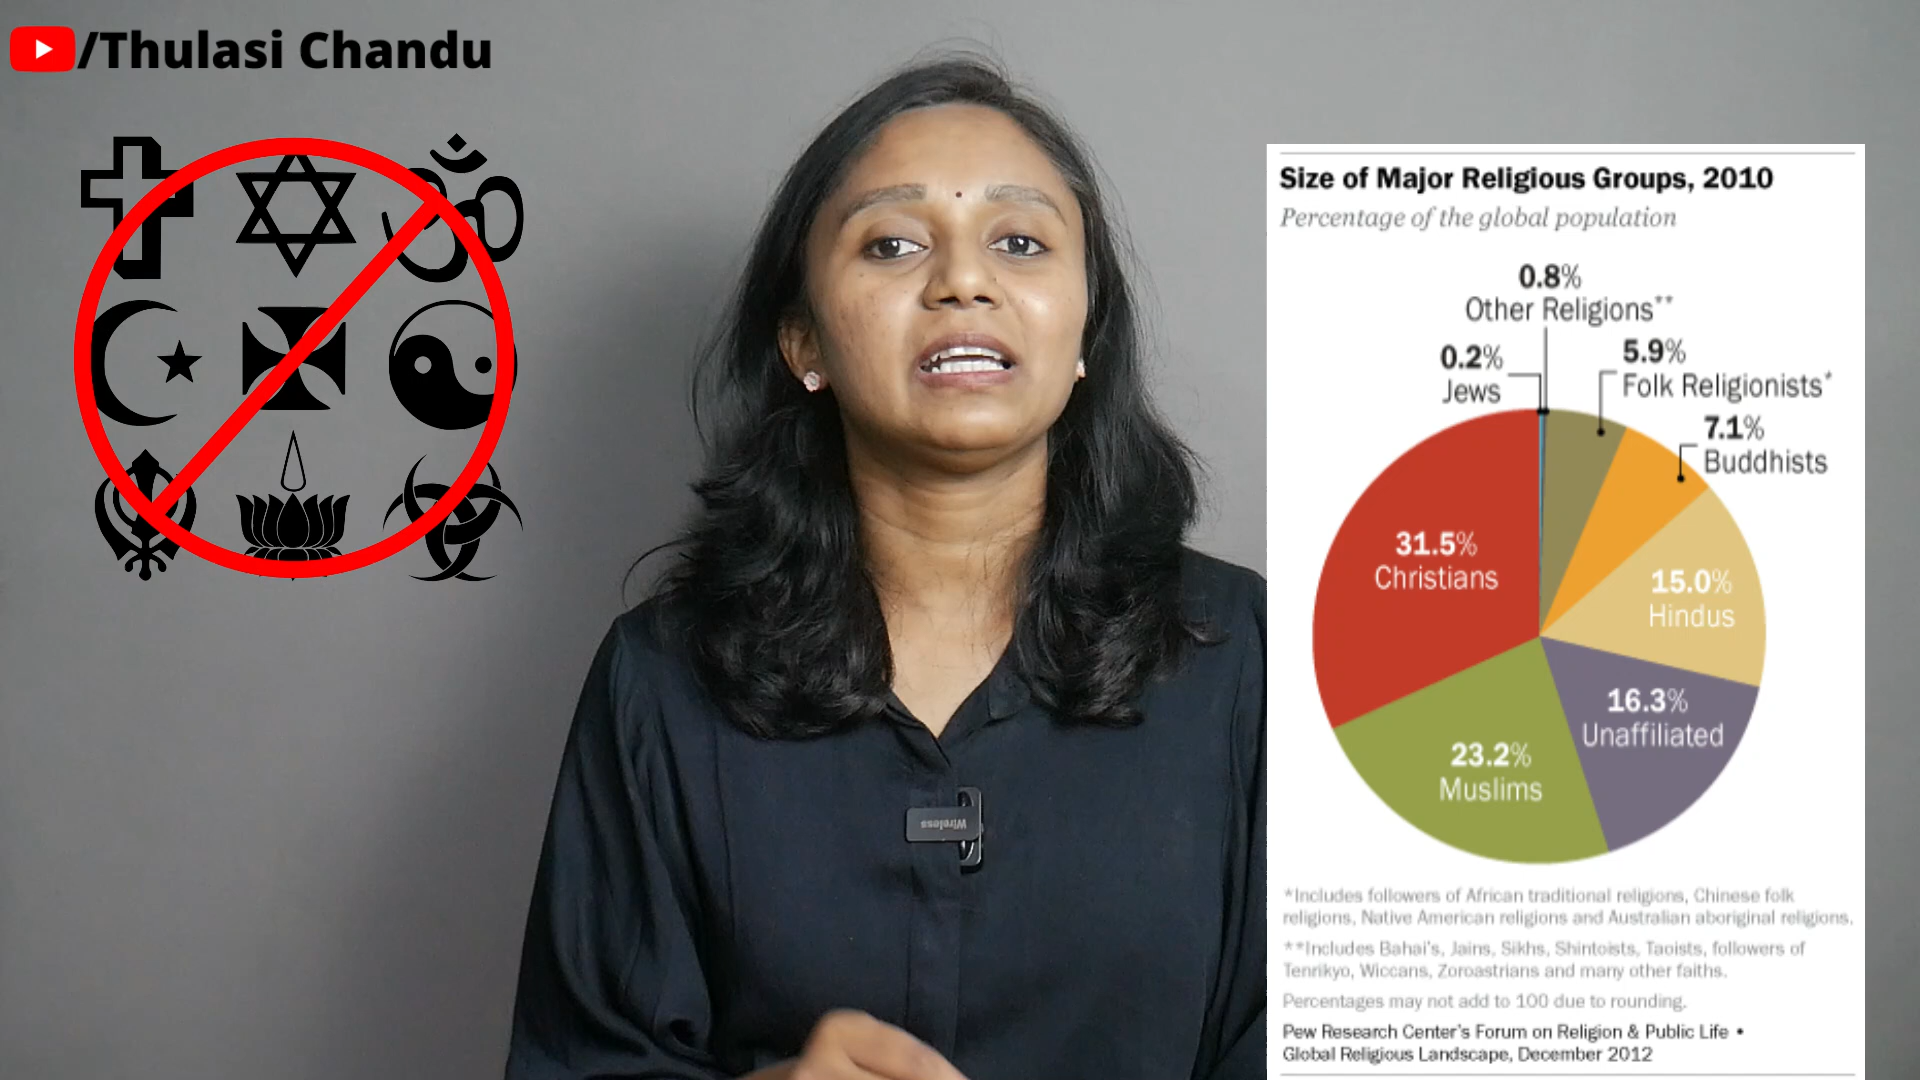 /Thulasi Chandu
Size of Major Religious Groups, 2010
Percentage of the global population
0.8%
Other Religions**
0.2%
Jews
5.9%
Folk Religionists*
7.1%
Buddhists
31.5%
Christians
15.0%
Hindus
16.3%
Unaffiliated
23.2%
Muslims
Wireless
*Includes followers of African traditional religions, Chinese folk
religions, Native American religions and Australian aboriginal religions.
**Includes Bahai's, Jains, Sikhs, Shintoists, Taoists, followers of
Tenrikyo, Wiccans, Zoroastrians and many other faiths.
Percentages may not add to 100 due to rounding.
Pew Research Center's Forum on Religion & Public Life •
Global Religious Landscape, December 2012